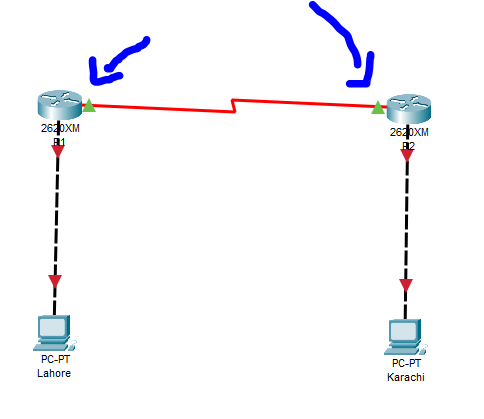 2620XM
R1
2620XM
R2
PC-PT
Lahore
PC-PT
Karachi